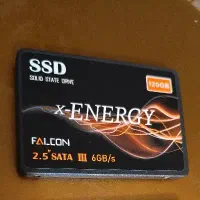 SSD
SOLID STATE DRIVE
120GB
x-ENERGY
FALCON
2.5" SATA III 6GB/s